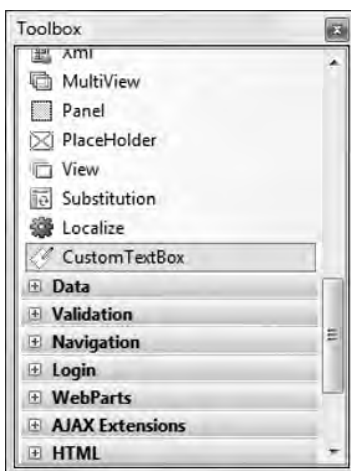 Toolbox
Xml
MultiView
Panel
PlaceHolder
View
Substitution
Localize
CustomTextBox
Data
Validation
Navigation
Login
WebParts
AJAX Extensions
HTML